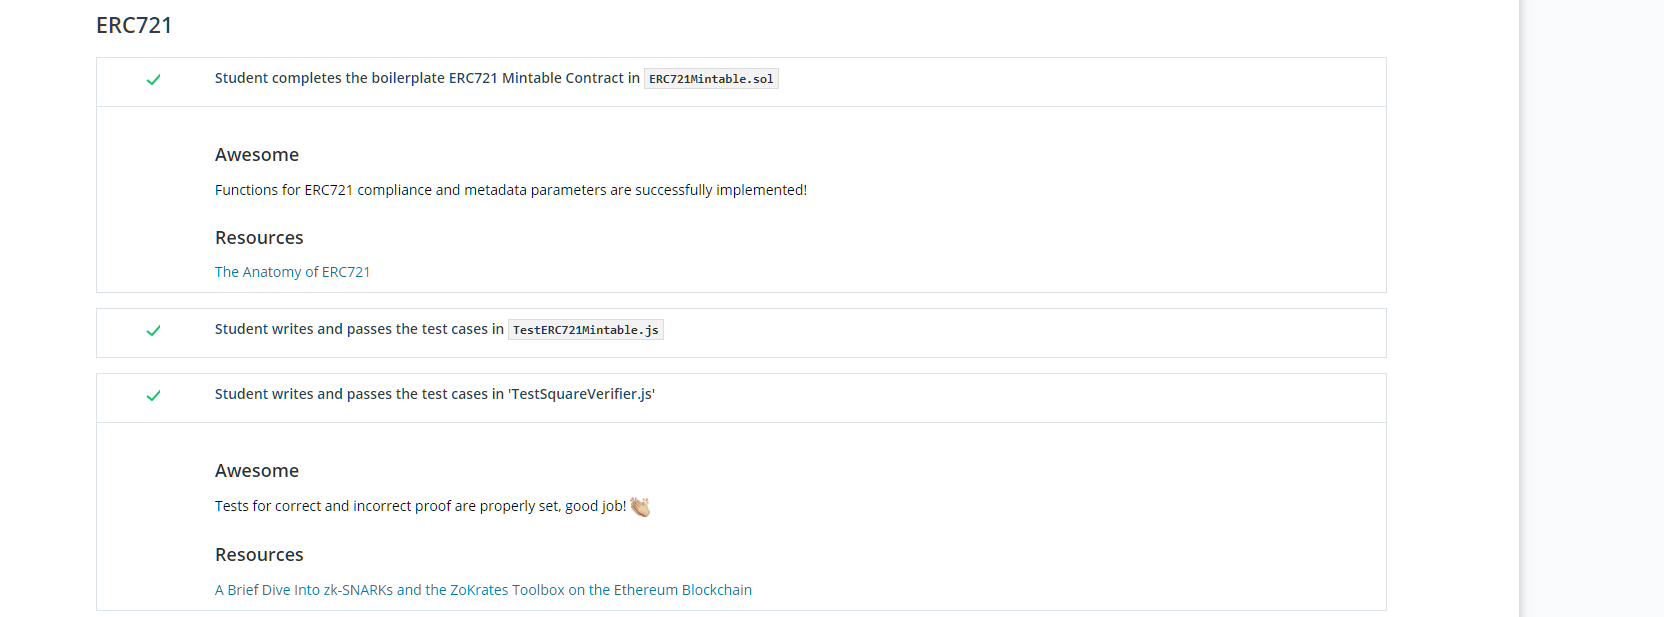 ERC721
Student completes the boilerplate ERC721 Mintable Contract in ERC721Mintable.sol
Awesome
Functions for ERC721 compliance and metadata parameters are successfully implemented!
Resources
The Anatomy of ERC721
Student writes and passes the test cases in TestERC721Mintable.js
Student writes and passes the test cases in 'TestSquareVerifier.js'
Awesome
Tests for correct and incorrect proof are properly set, good job! 👏
Resources
A Brief Dive Into zk-SNARKs and the ZoKrates Toolbox on the Ethereum Blockchain